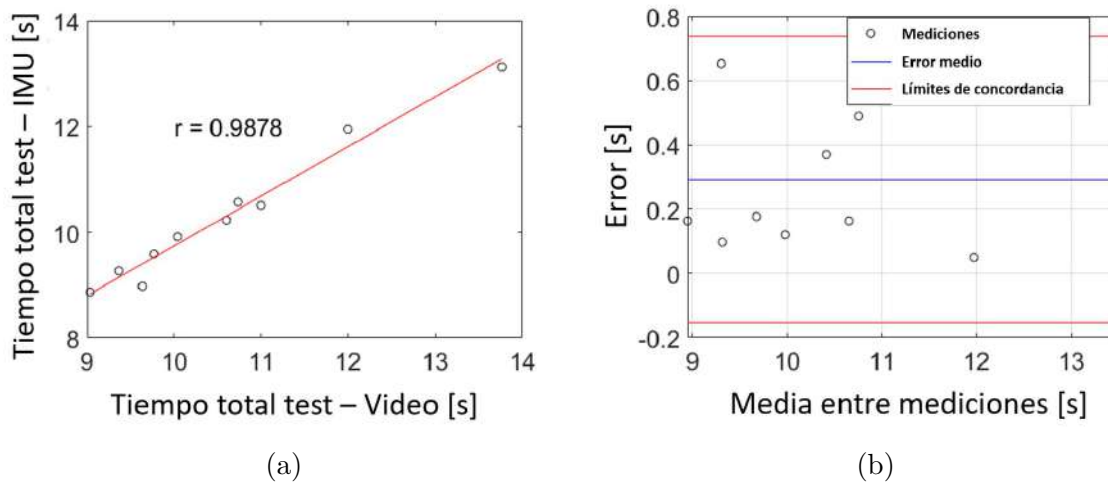 14
12
10
8
Tiempo total test – IMU [s]
r = 0.9878
9
10
11
12
13
14
Tiempo total test – Video [s]
(a)
0.8
0.6
0.4
0.2
0
-0.2
Error [s]
Mediciones
Error medio
Límites de concordancia
9
10
11
12
13
Media entre mediciones [s]
(b)